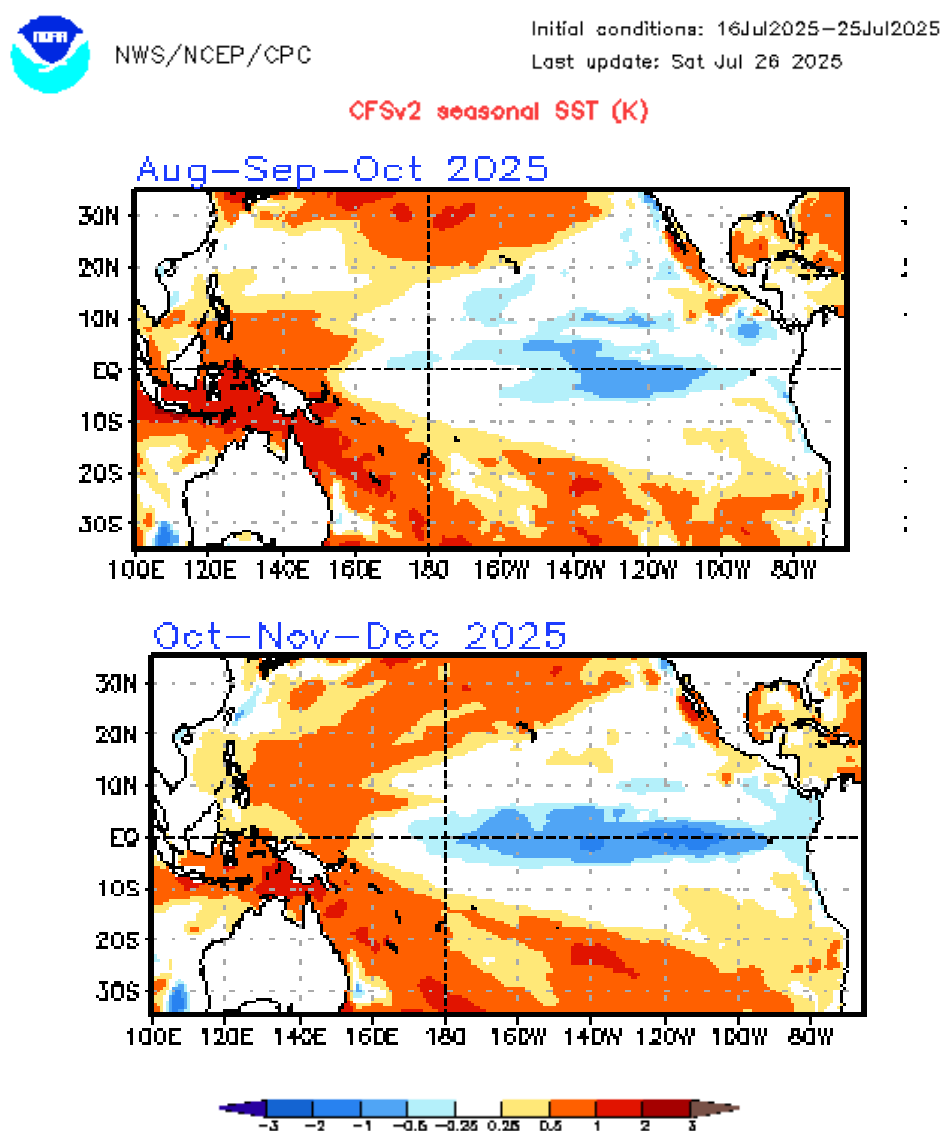 NOAA
NWS/NCEP/CPC
Initial conditions: 16Jul2025−25Jul2025
Last update: Sat Jul 26 2025
CFSv2 seasonal SST (K)
Aug−Sep−Oct 2025
30N
20N
10N
EQ
10S
20S
30S
100E 120E 140E 160E 180 160W 140W 120W 100W 80W
Oct−Nov−Dec 2025
30N
20N
10N
EQ
10S
20S
30S
100E 120E 140E 160E 180 160W 140W 120W 100W 80W
−3 −2 −1 −0.5 −0.25 0.25 0.5 1 2 3